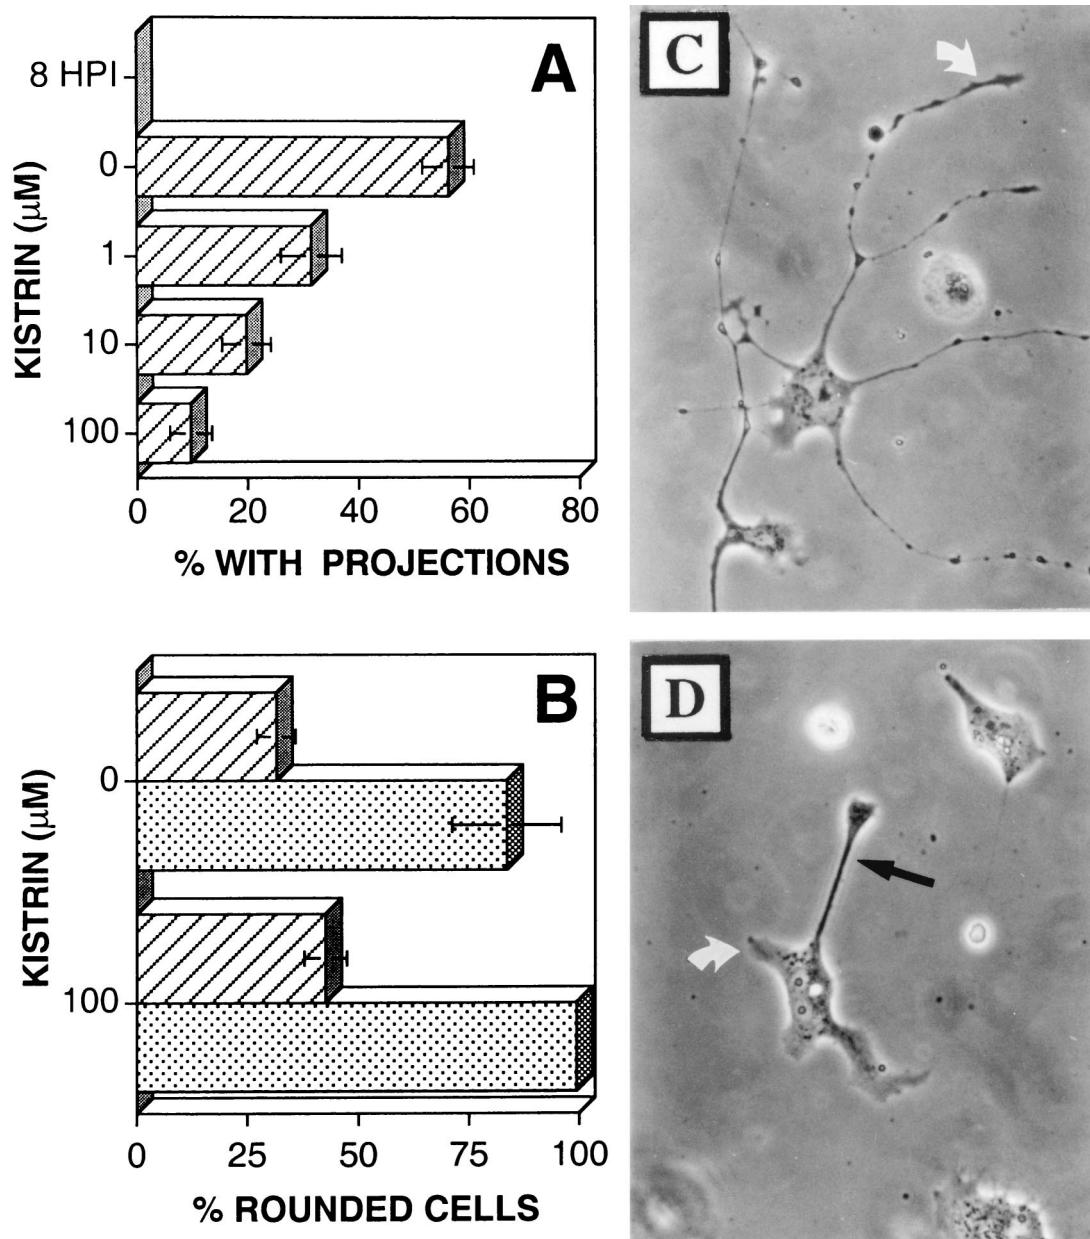 A
8 HPI
0
1
10
100
KISTRIN (μM)
0 20 40 60 80
% WITH PROJECTIONS
C
B
0
100
KISTRIN (μM)
0 25 50 75 100
% ROUNDED CELLS
D